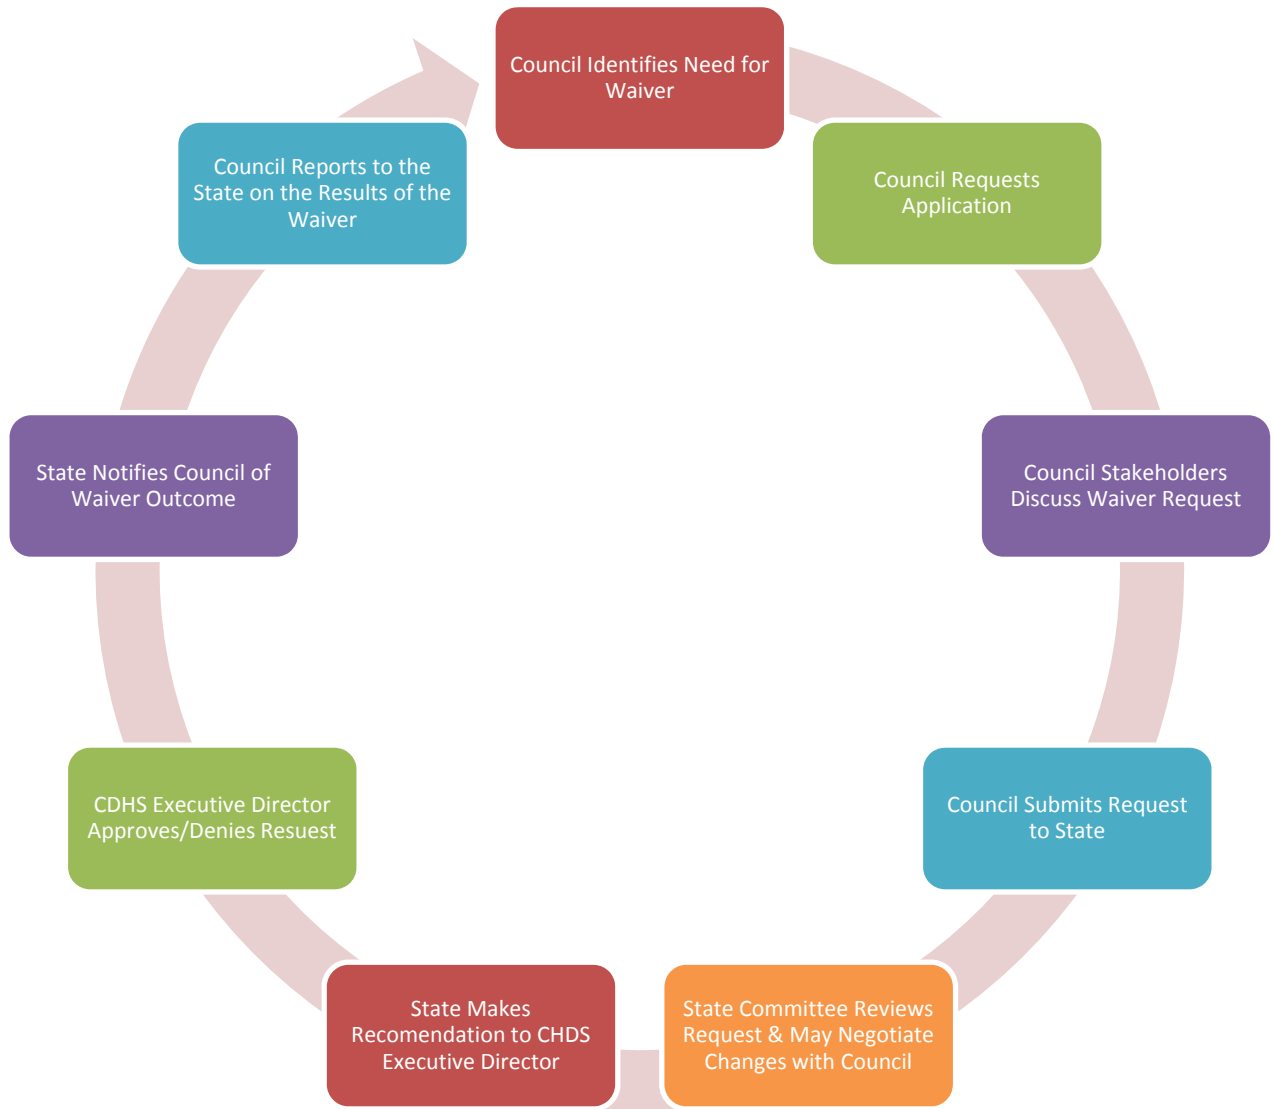 Council Identifies Need for
Waiver
Council Requests
Application
Council Stakeholders
Discuss Waiver Request
Council Submits Request
to State
State Committee Reviews
Request & May Negotiate
Changes with Council
State Makes
Recomendation to CHDS
Executive Director
CDHS Executive Director
Approves/Denies Resuest
State Notifies Council of
Waiver Outcome
Council Reports to the
State on the Results of the
Waiver